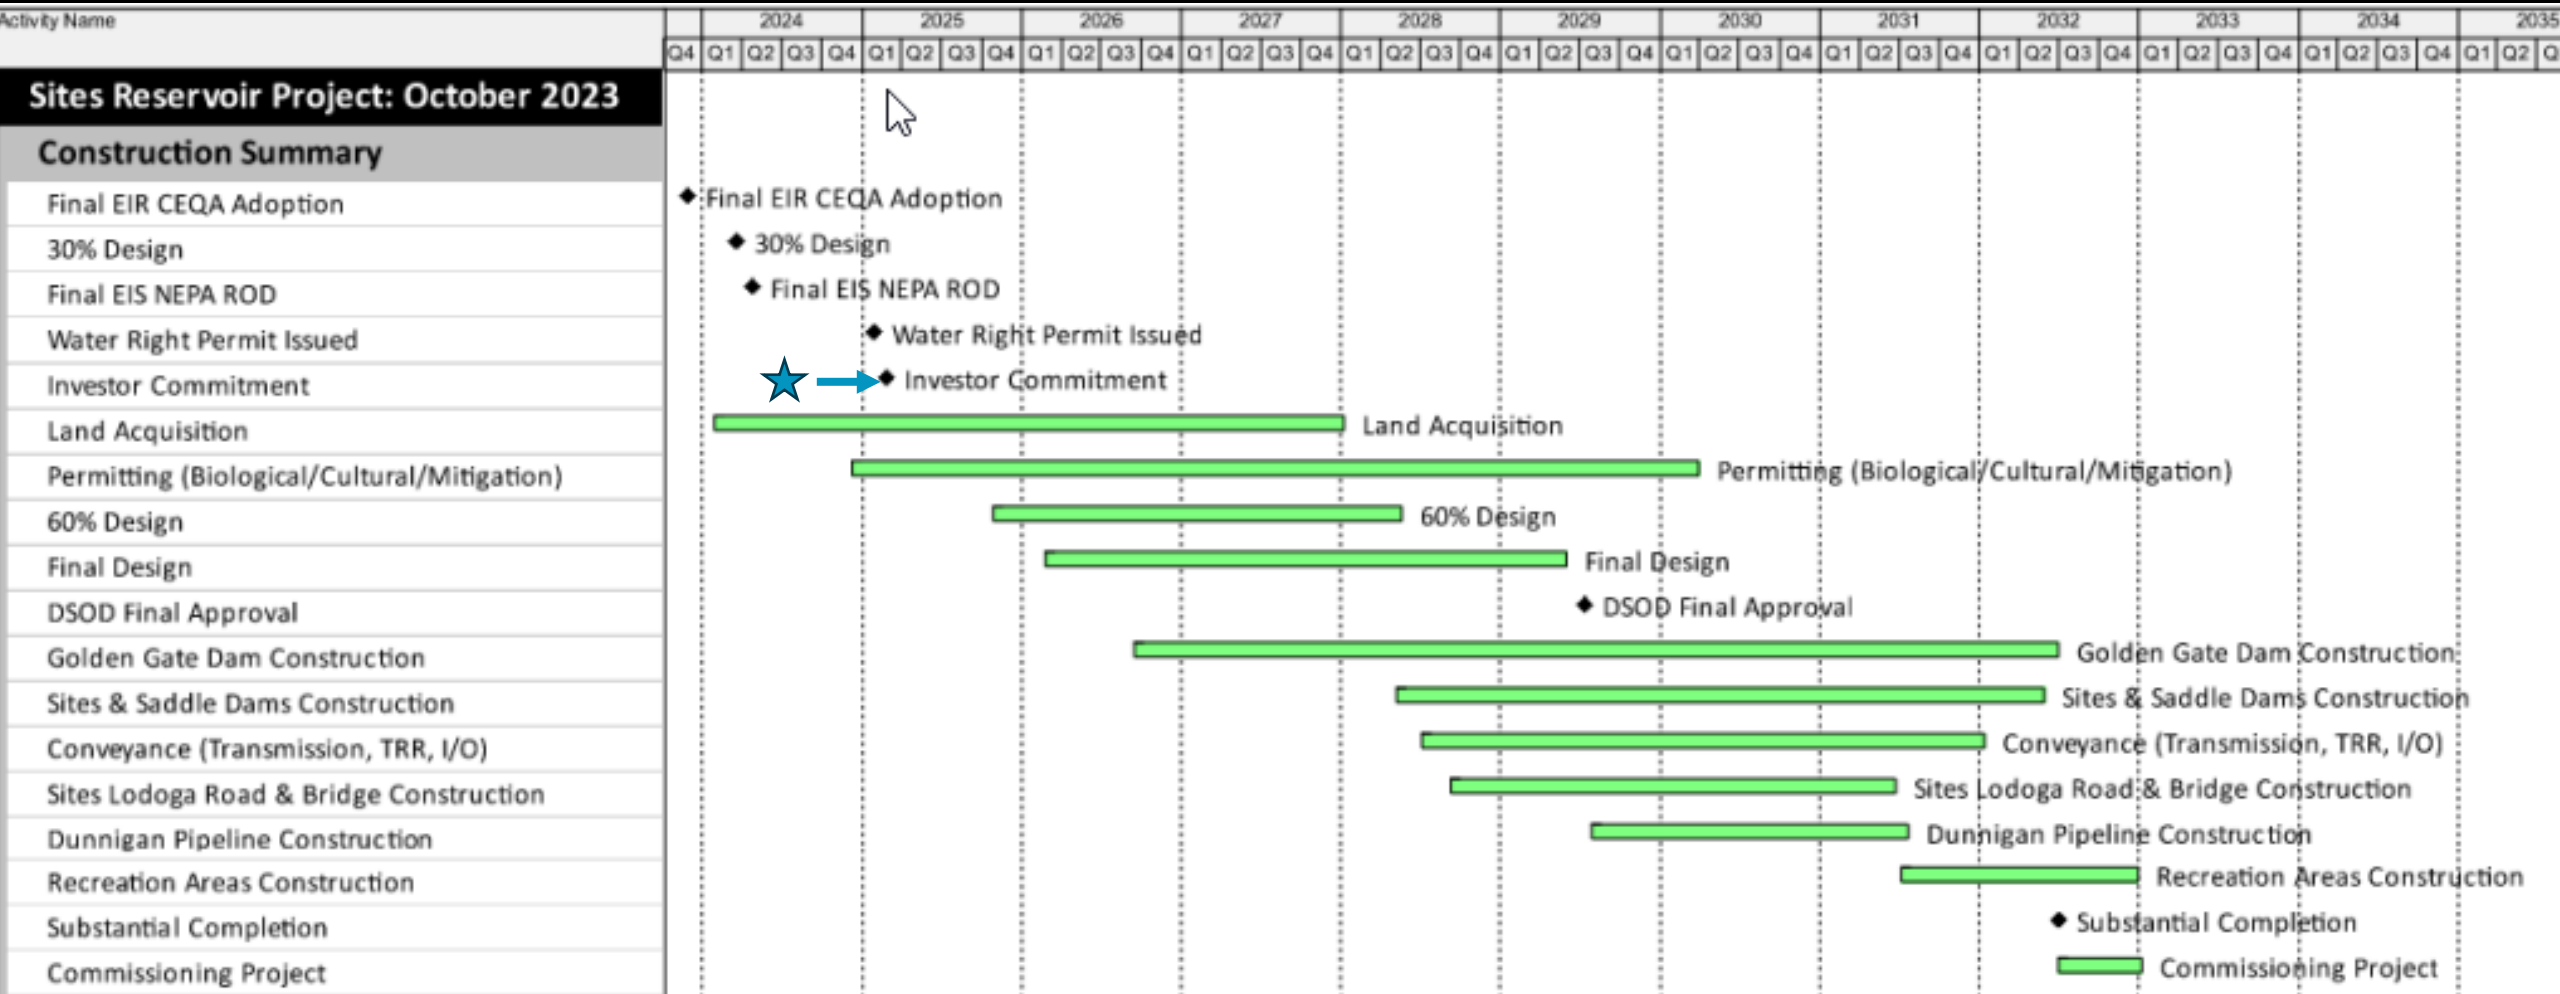 Activity Name
2024 2025 2026 2027 2028 2029 2030 2031 2032 2033 2034 2035
Q4 Q1 Q2 Q3 Q4 Q1 Q2 Q3 Q4 Q1 Q2 Q3 Q4 Q1 Q2 Q3 Q4 Q1 Q2 Q3 Q4 Q1 Q2 Q3 Q4 Q1 Q2 Q3 Q4 Q1 Q2 Q3 Q4 Q1 Q2 Q3 Q4 Q1 Q2 Q3 Q4 Q1 Q2 Q3 Q4 Q1 Q2 Q
Sites Reservoir Project: October 2023
Construction Summary
Final EIR CEQA Adoption Final EIR CEQA Adoption
30% Design 30% Design
Final EIS NEPA ROD Final EIS NEPA ROD
Water Right Permit Issued Water Right Permit Issued
Investor Commitment Investor Commitment
Land Acquisition Land Acquisition
Permitting (Biological/Cultural/Mitigation) Permitting (Biological/Cultural/Mitigation)
60% Design 60% Design
Final Design Final Design
DSOD Final Approval DSOD Final Approval
Golden Gate Dam Construction Golden Gate Dam Construction
Sites & Saddle Dams Construction Sites & Saddle Dams Construction
Conveyance (Transmission, TRR, I/O) Conveyance (Transmission, TRR, I/O)
Sites Lodoga Road & Bridge Construction Sites Lodoga Road & Bridge Construction
Dunnigan Pipeline Construction Dunnigan Pipeline Construction
Recreation Areas Construction Recreation Areas Construction
Substantial Completion Substantial Completion
Commissioning Project Commissioning Project